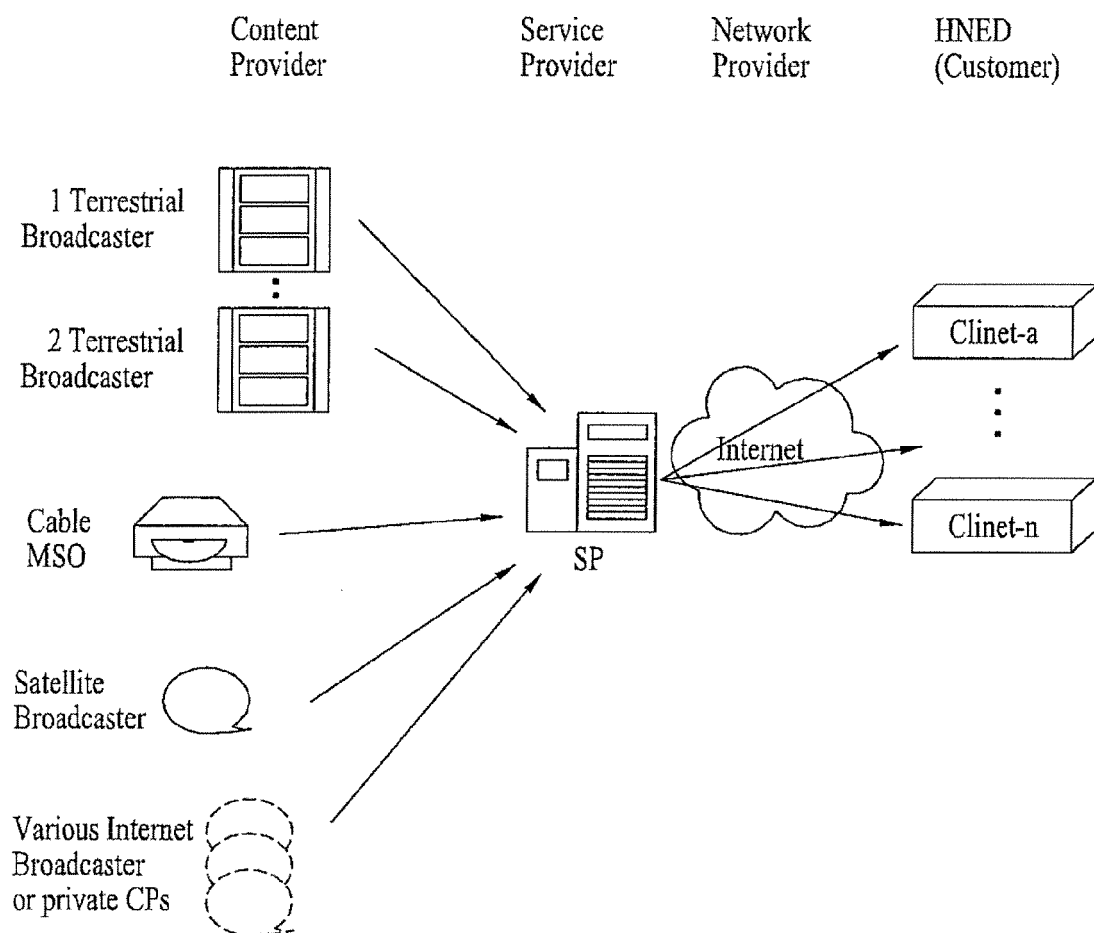 Content
Provider
Service
Provider
Network
Provider
HNED
(Customer)
1 Terrestrial
Broadcaster
2 Terrestrial
Broadcaster
Clinet-a
Internet
Clinet-n
Cable
MSO
SP
Satellite
Broadcaster
Various Internet
Broadcaster
or private CPs